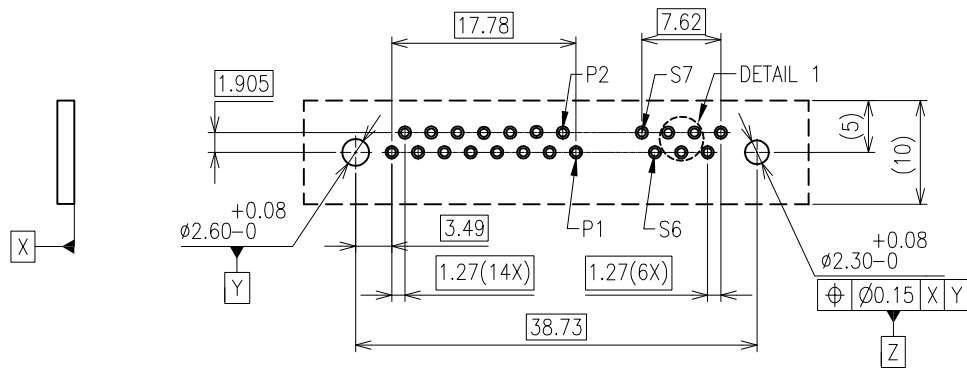 17.78
7.62
P2
S7
DETAIL 1
1.905
(5)
(10)
X
+0.08
ø2.60-0
Y
3.49
P1
S6
1.27(14X)
1.27(6X)
+0.08
ø2.30-0
⌖ Ø0.15 X Y
38.73
Z